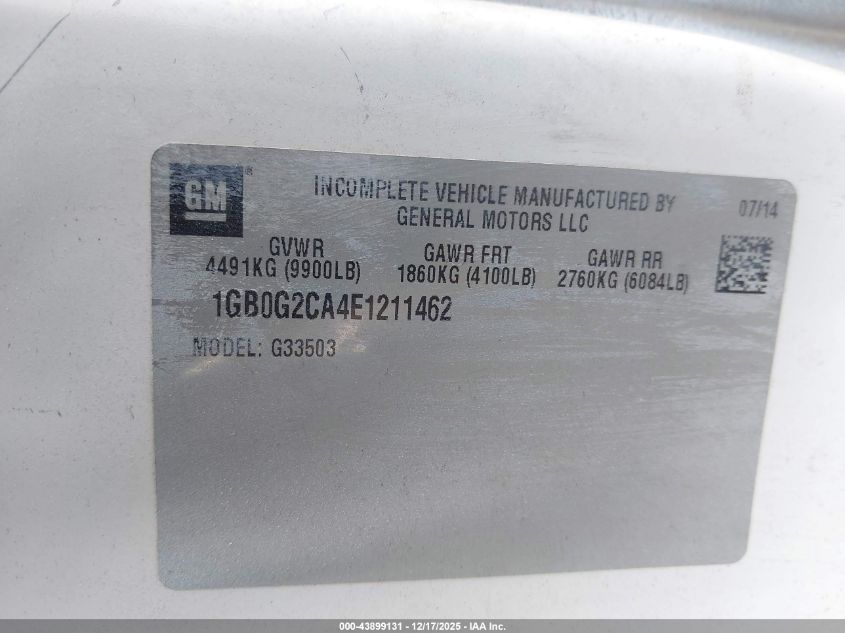 GM®
INCOMPLETE VEHICLE MANUFACTURED BY
GENERAL MOTORS LLC
07/14
GVWR
4491KG (9900LB)
GAWR FRT
1860KG (4100LB)
GAWR RR
2760KG (6084LB)
1GB0G2CA4E1211462
MODEL: G33503
000-43899131 - 12/17/2025 - IAA Inc.